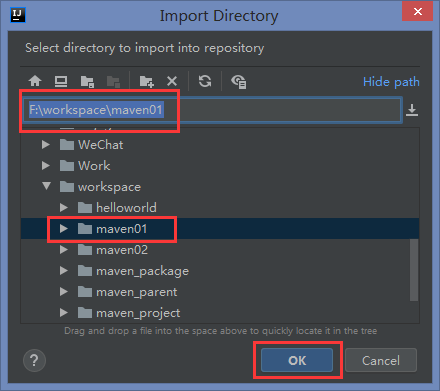 IJ
Import Directory
Select directory to import into repository
Hide path
F:\workspace\maven01
WeChat
Work
workspace
helloworld
maven01
maven02
maven_package
maven_parent
maven_project
Drag and drop a file into the space above to quickly locate it in the tree
?
OK
Cancel